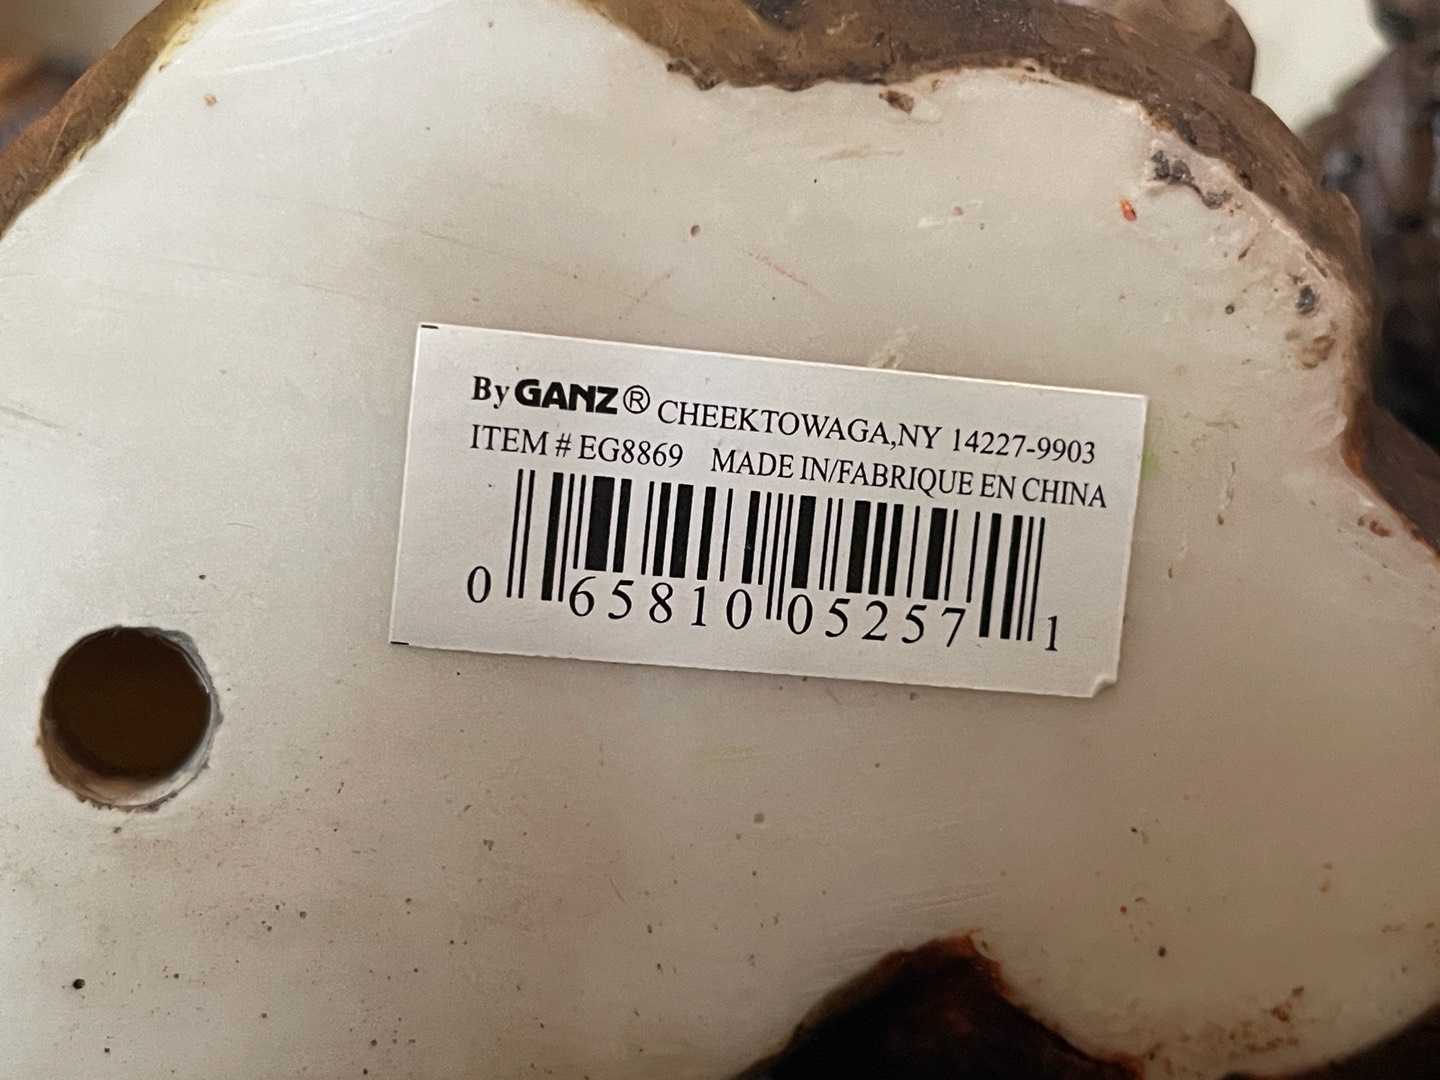 By GANZ® CHEEKTOWAGA,NY 14227-9903
ITEM # EG8869 MADE IN/FABRIQUE EN CHINA
0 65810 05257 1